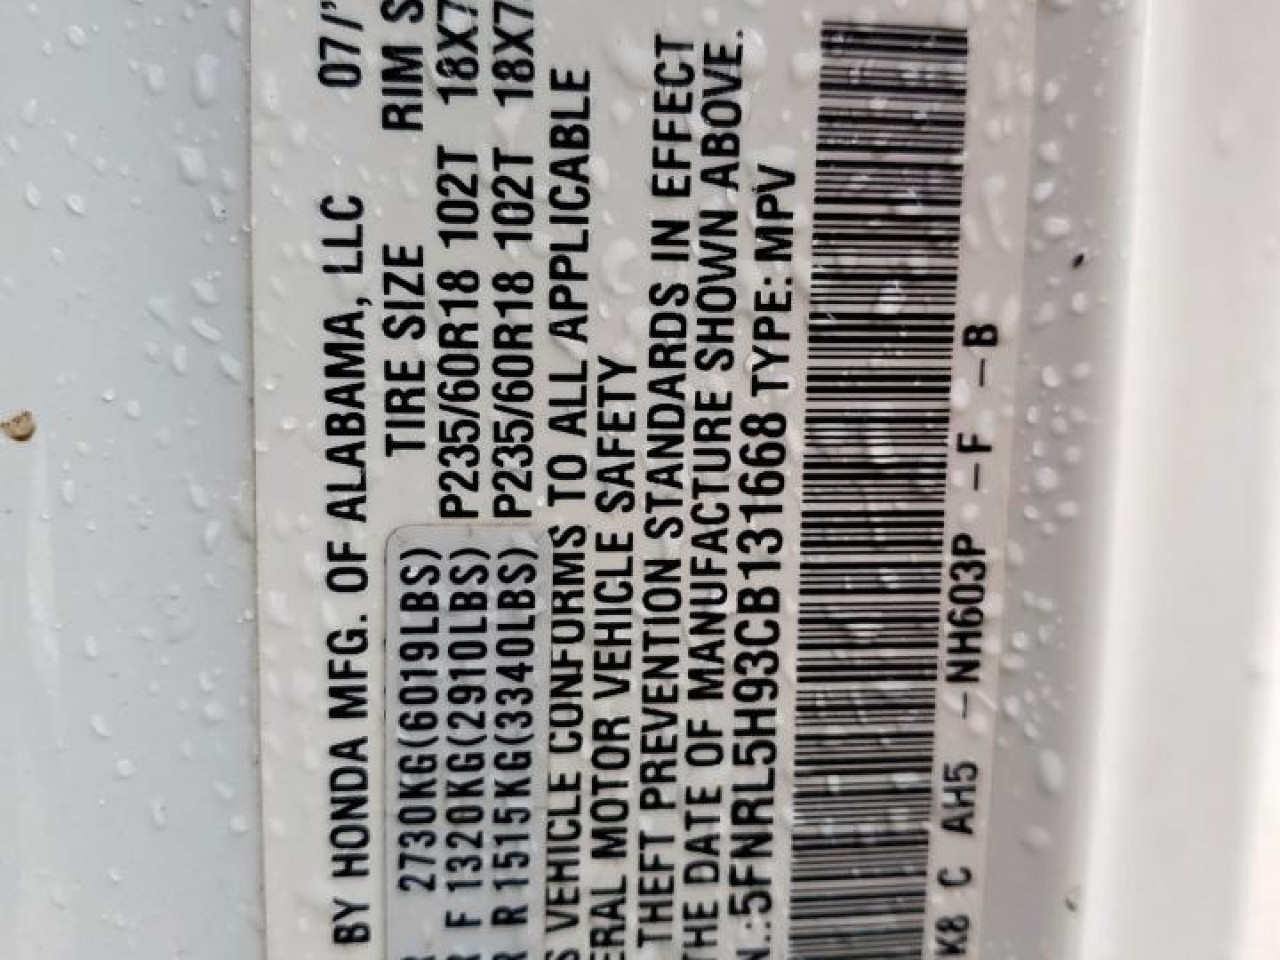 BY HONDA MFG. OF ALABAMA, LLC 07/
TIRE SIZE RIM S
2730KG(6019LBS)
F 1320KG(2910LBS) P235/60R18 102T 18X7
R 1515KG(3340LBS) P235/60R18 102T 18X7
S VEHICLE CONFORMS TO ALL APPLICABLE
ERAL MOTOR VEHICLE SAFETY
THEFT PREVENTION STANDARDS IN EFFECT
THE DATE OF MANUFACTURE SHOWN ABOVE.
N.:5FNRL5H93CB131668 TYPE: MPV
K8 C AH5 -NH603P -F -B